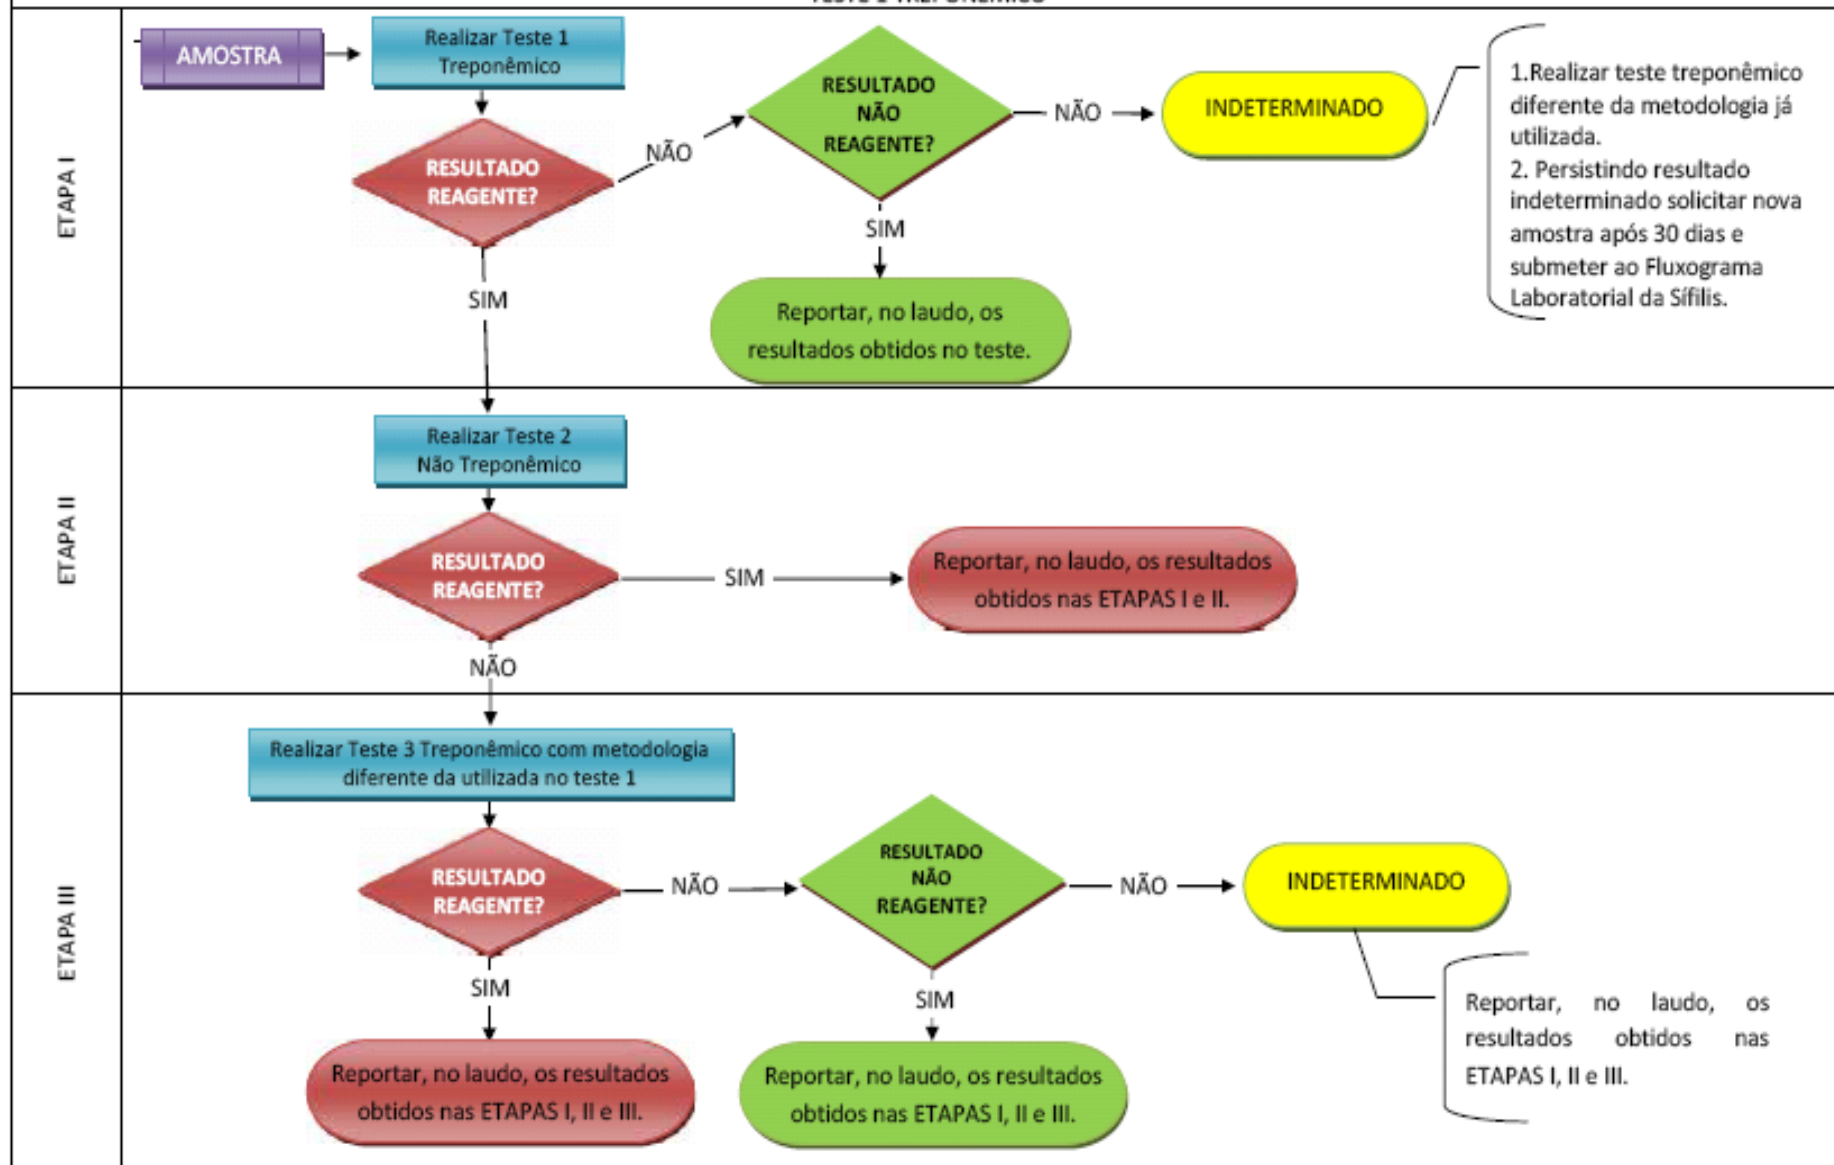 ETAPA I
AMOSTRA
Realizar Teste 1
Treponêmico
RESULTADO
REAGENTE?
NÃO
RESULTADO
NÃO
REAGENTE?
NÃO
INDETERMINADO
1.Realizar teste treponêmico
diferente da metodologia já
utilizada.
2. Persistindo resultado
indeterminado solicitar nova
amostra após 30 dias e
submeter ao Fluxograma
Laboratorial da Sífilis.
SIM
Reportar, no laudo, os
resultados obtidos no teste.
SIM
ETAPA II
Realizar Teste 2
Não Treponêmico
RESULTADO
REAGENTE?
SIM
Reportar, no laudo, os resultados
obtidos nas ETAPAS I e II.
NÃO
ETAPA III
Realizar Teste 3 Treponêmico com metodologia
diferente da utilizada no teste 1
RESULTADO
REAGENTE?
NÃO
RESULTADO
NÃO
REAGENTE?
NÃO
INDETERMINADO
Reportar, no laudo, os
resultados obtidos nas
ETAPAS I, II e III.
SIM
Reportar, no laudo, os resultados
obtidos nas ETAPAS I, II e III.
SIM
Reportar, no laudo, os resultados
obtidos nas ETAPAS I, II e III.